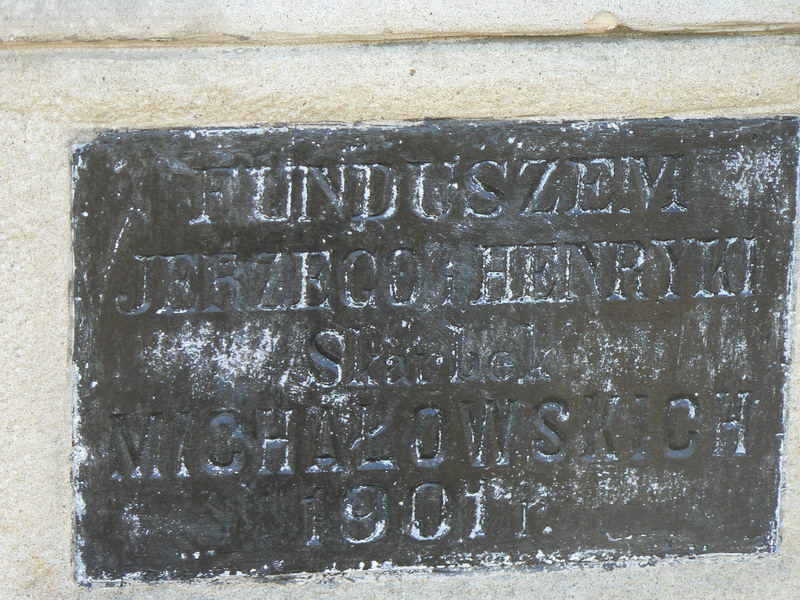 FUNDUSZEM
JERZEGO i HENRYKI
Skarbek
MICHAŁOWSKICH
1901 r.